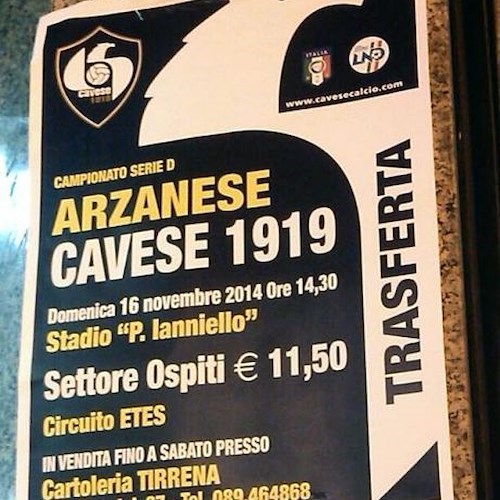 Cavese
1919
ITALIA
LND
www.cavesecalcio.com
CAMPIONATO SERIE D
ARZANESE
CAVESE 1919
Domenica 16 novembre 2014 Ore 14,30
Stadio “P. Ianniello”
Settore Ospiti € 11,50
Circuito ETES
IN VENDITA FINO A SABATO PRESSO
Cartoleria TIRRENA
Tel. 089.464868
TRASFERTA